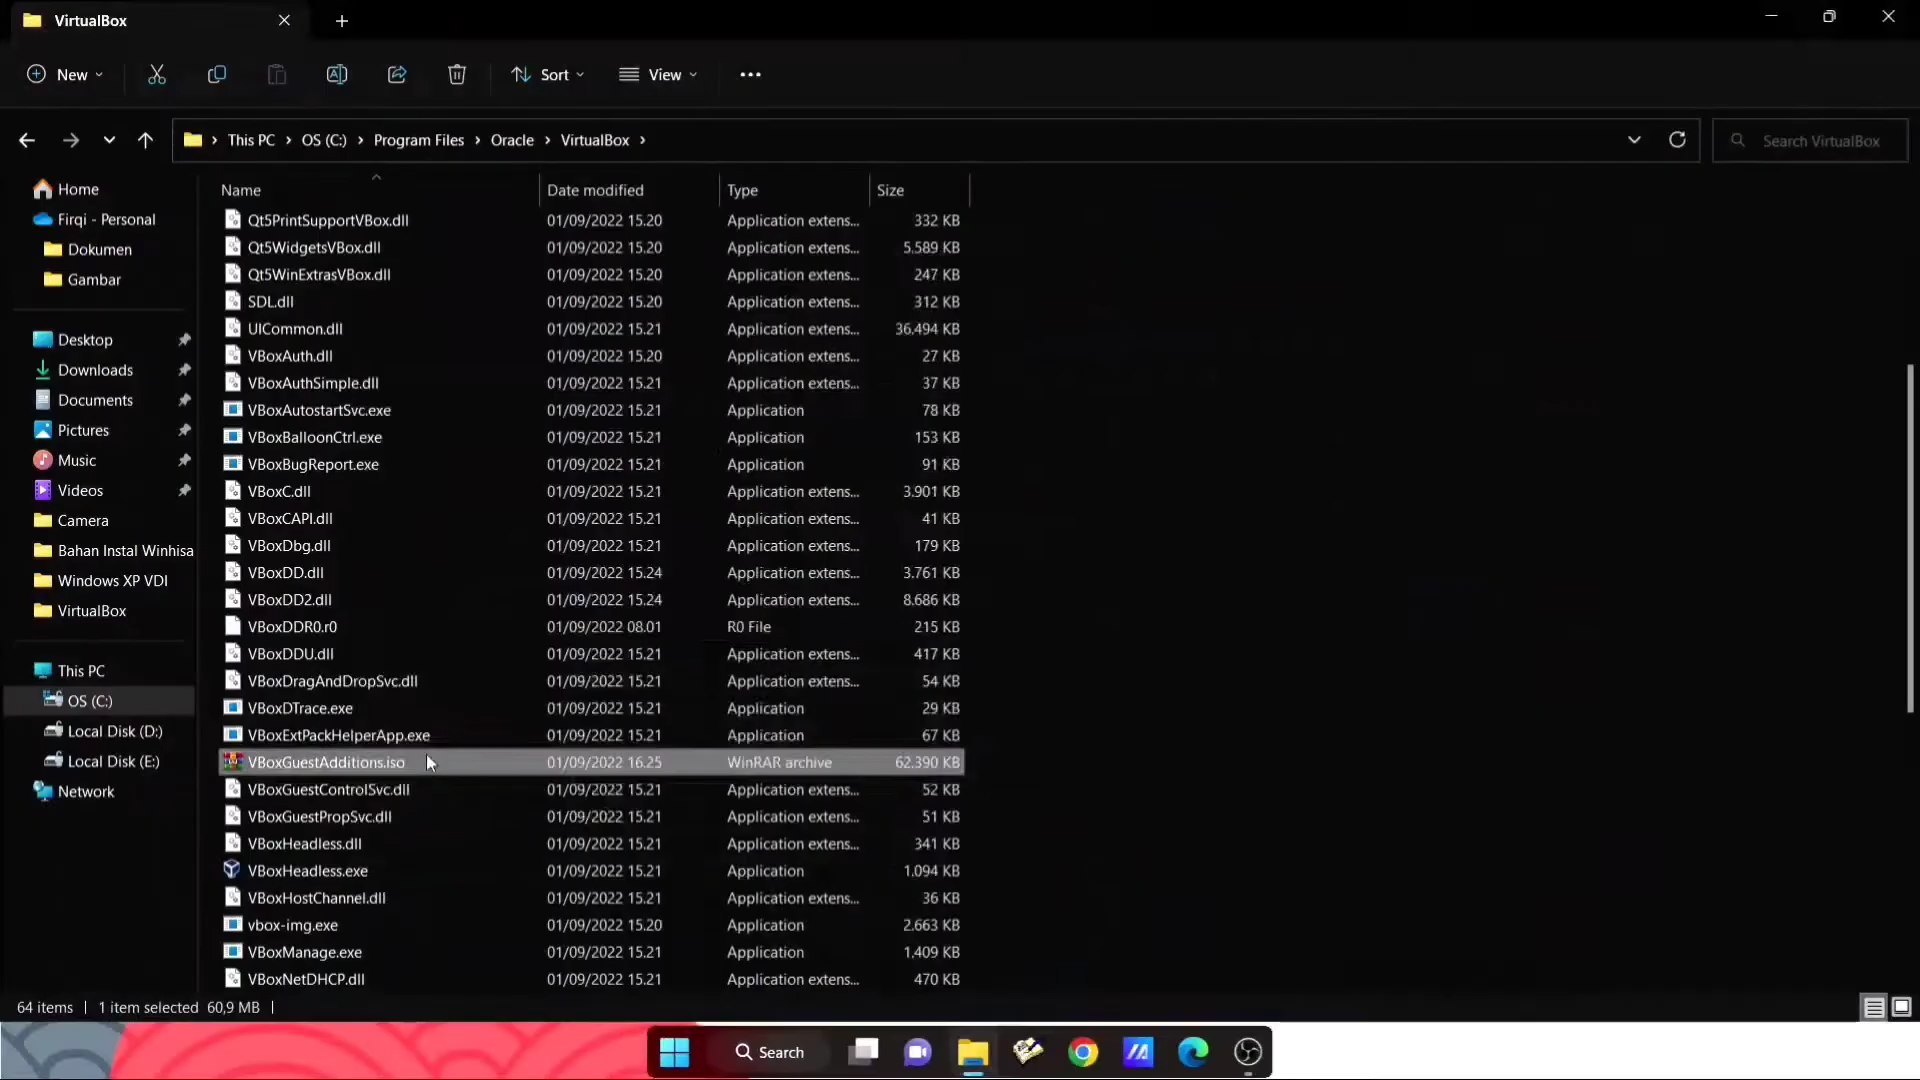 VirtualBox
New Sort View
This PC OS (C:) Program Files Oracle VirtualBox Search VirtualBox
Home
Firqi - Personal
Dokumen
Gambar
Desktop
Downloads
Documents
Pictures
Music
Videos
Camera
Bahan Instal Winhisa
Windows XP VDI
VirtualBox
This PC
OS (C:)
Local Disk (D:)
Local Disk (E:)
Network
Name Date modified Type Size
Qt5PrintSupportVBox.dll 01/09/2022 15.20 Application extens... 332 KB
Qt5WidgetsVBox.dll 01/09/2022 15.20 Application extens... 5.589 KB
Qt5WinExtrasVBox.dll 01/09/2022 15.20 Application extens... 247 KB
SDL.dll 01/09/2022 15.20 Application extens... 312 KB
UICommon.dll 01/09/2022 15.21 Application extens... 36.494 KB
VBoxAuth.dll 01/09/2022 15.20 Application extens... 27 KB
VBoxAuthSimple.dll 01/09/2022 15.21 Application extens... 37 KB
VBoxAutostartSvc.exe 01/09/2022 15.21 Application 78 KB
VBoxBalloonCtrl.exe 01/09/2022 15.21 Application 153 KB
VBoxBugReport.exe 01/09/2022 15.21 Application 91 KB
VBoxC.dll 01/09/2022 15.21 Application extens... 3.901 KB
VBoxCAPI.dll 01/09/2022 15.21 Application extens... 41 KB
VBoxDbg.dll 01/09/2022 15.21 Application extens... 179 KB
VBoxDD.dll 01/09/2022 15.24 Application extens... 3.761 KB
VBoxDD2.dll 01/09/2022 15.24 Application extens... 8.686 KB
VBoxDDR0.r0 01/09/2022 08.01 R0 File 215 KB
VBoxDDU.dll 01/09/2022 15.21 Application extens... 417 KB
VBoxDragAndDropSvc.dll 01/09/2022 15.21 Application extens... 54 KB
VBoxDTrace.exe 01/09/2022 15.21 Application 29 KB
VBoxExtPackHelperApp.exe 01/09/2022 15.21 Application 67 KB
VBoxGuestAdditions.iso 01/09/2022 16.25 WinRAR archive 62.390 KB
VBoxGuestControlSvc.dll 01/09/2022 15.21 Application extens... 52 KB
VBoxGuestPropSvc.dll 01/09/2022 15.21 Application extens... 51 KB
VBoxHeadless.dll 01/09/2022 15.21 Application extens... 341 KB
VBoxHeadless.exe 01/09/2022 15.21 Application 1.094 KB
VBoxHostChannel.dll 01/09/2022 15.21 Application extens... 36 KB
vbox-img.exe 01/09/2022 15.20 Application 2.663 KB
VBoxManage.exe 01/09/2022 15.21 Application 1.409 KB
VBoxNetDHCP.dll 01/09/2022 15.21 Application extens... 470 KB
64 items 1 item selected 60,9 MB
Search